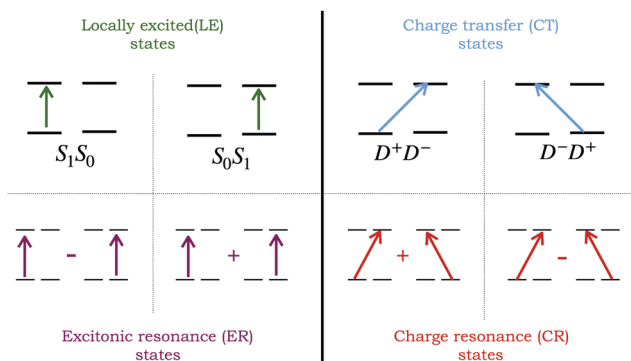 Locally excited(LE)
states
Charge transfer (CT)
states
S₁S₀
S₀S₁
D⁺D⁻
D⁻D⁺
-
+
+
-
Excitonic resonance (ER)
states
Charge resonance (CR)
states